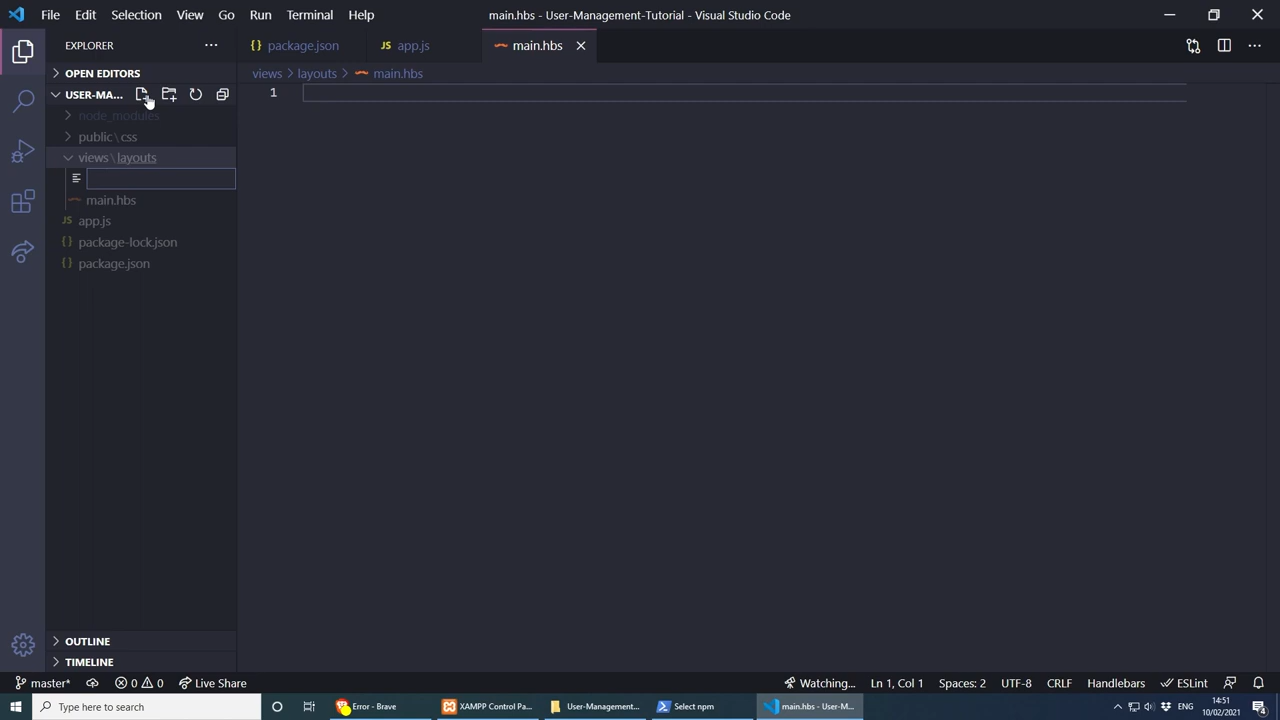 File Edit Selection View Go Run Terminal Help main.hbs - User-Management-Tutorial - Visual Studio Code
EXPLORER
{} package.json JS app.js main.hbs
OPEN EDITORS
views > layouts > main.hbs
USER-MA...
1
node_modules
public\css
views\layouts
main.hbs
JS app.js
{} package-lock.json
{} package.json
OUTLINE
TIMELINE
master* 0 0 Live Share Watching... Ln 1, Col 1 Spaces: 2 UTF-8 CRLF Handlebars ESLint
Type here to search Error - Brave XAMPP Control Pa... User-Management... Select npm main.hbs - User-M... ENG 14:51
10/02/2021 4